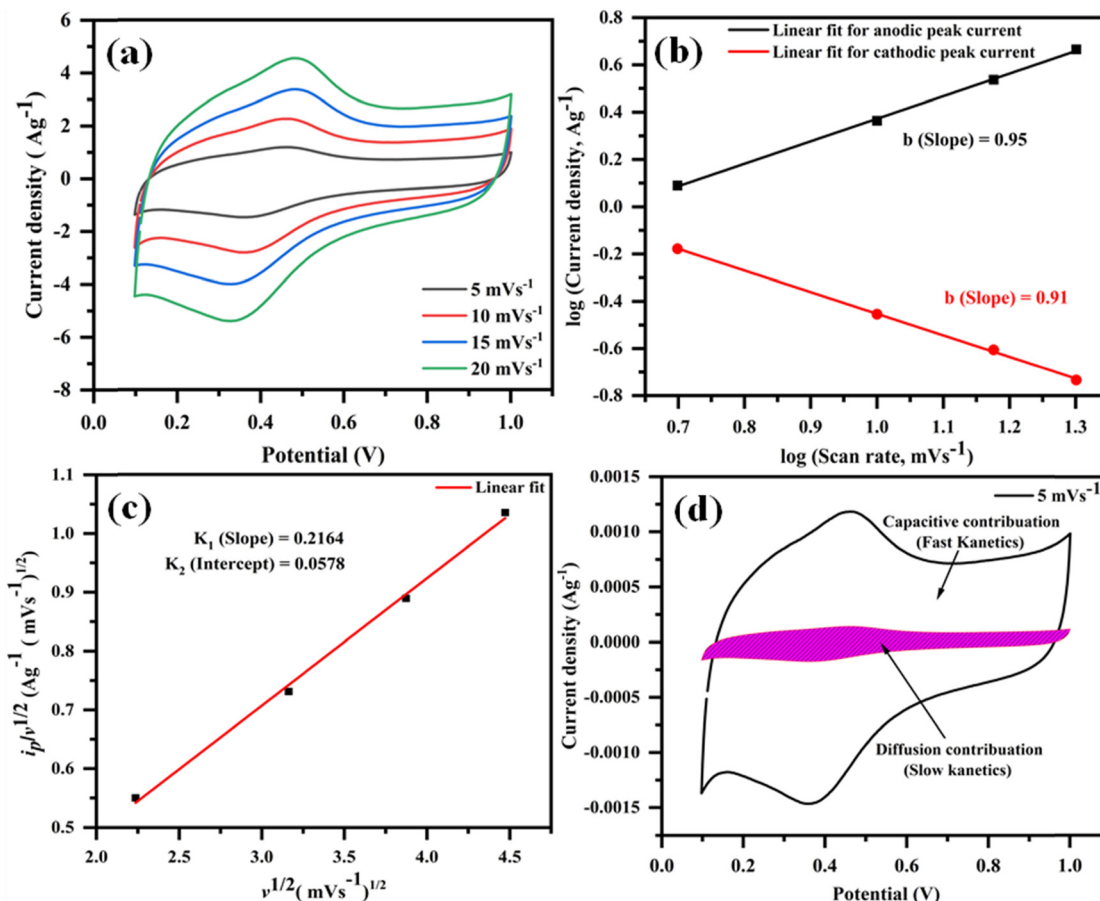 (a)
6
4
2
0
-2
-4
-6
-8
Current density ( Ag⁻¹)
5 mVs⁻¹
10 mVs⁻¹
15 mVs⁻¹
20 mVs⁻¹
0.0 0.2 0.4 0.6 0.8 1.0
Potential (V)
(b)
Linear fit for anodic peak current
Linear fit for cathodic peak current
0.8
0.6
0.4
0.2
0.0
-0.2
-0.4
-0.6
-0.8
log (Current density, Ag⁻¹)
b (Slope) = 0.95
b (Slope) = 0.91
0.7 0.8 0.9 1.0 1.1 1.2 1.3
log (Scan rate, mVs⁻¹)
(c)
Linear fit
K₁ (Slope) = 0.2164
K₂ (Intercept) = 0.0578
1.1
1.0
0.9
0.8
0.7
0.6
0.5
iₚ/v¹/² (Ag⁻¹ ( mVs⁻¹)¹/²)
2.0 2.5 3.0 3.5 4.0 4.5
v¹/² ( mVs⁻¹)¹/²
(d)
5 mVs⁻¹
Capacitive contribuation
(Fast Kanetics)
0.0015
0.0010
0.0005
0.0000
-0.0005
-0.0010
-0.0015
Current density (Ag⁻¹)
Diffusion contribuation
(Slow kanetics)
0.0 0.2 0.4 0.6 0.8 1.0
Potential (V)